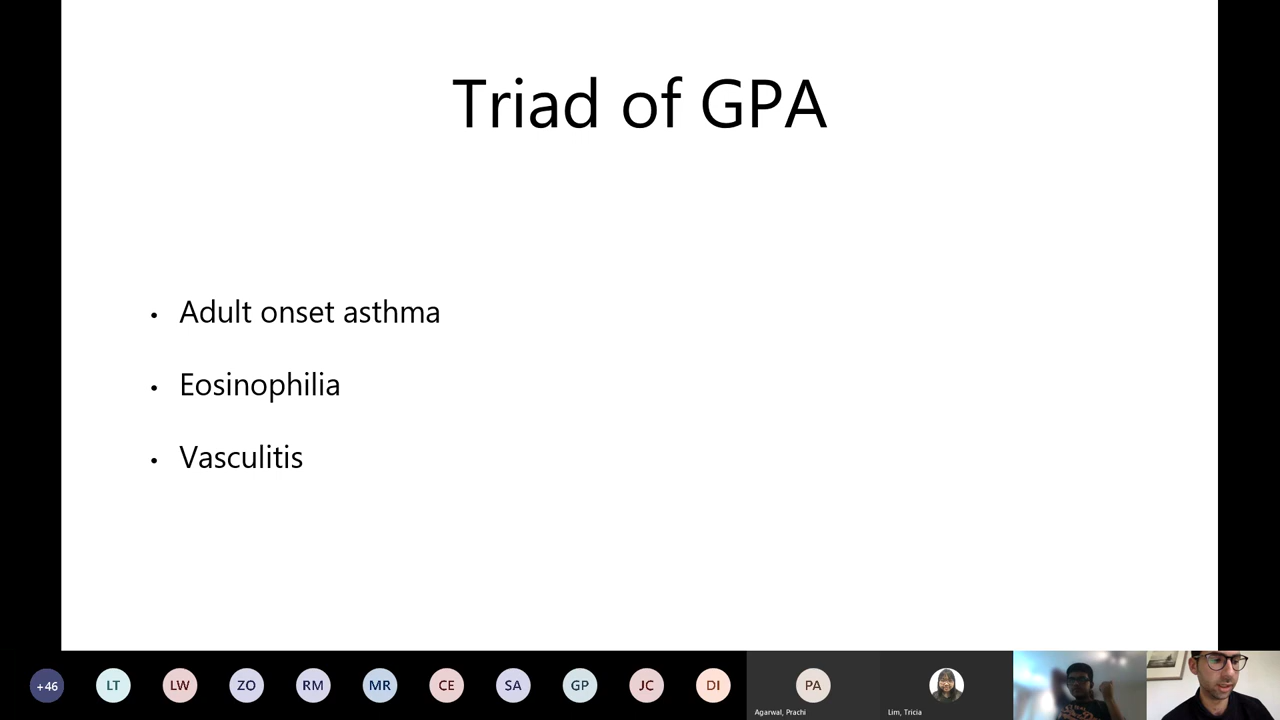 Triad of GPA
• Adult onset asthma
• Eosinophilia
• Vasculitis
+46
LT
LW
ZO
RM
MR
CE
SA
GP
JC
DI
PA
Agarwal, Prachi
Lim, Tricia